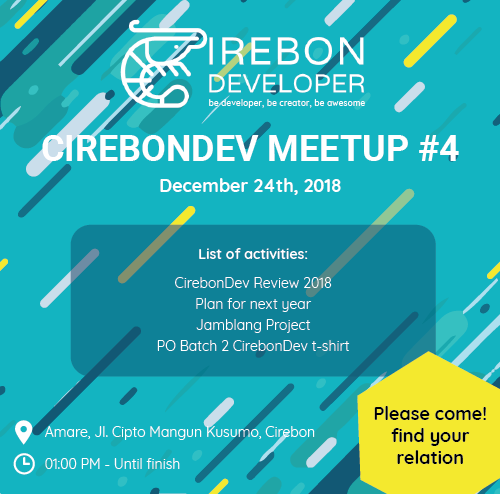 CIREBON
DEVELOPER
be developer, be creator, be awesome
CIREBONDEV MEETUP #4
December 24th, 2018
List of activities:
CirebonDev Review 2018
Plan for next year
Jamblang Project
PO Batch 2 CirebonDev t-shirt
Please come!
find your
relation
Amare, Jl. Cipto Mangun Kusumo, Cirebon
01:00 PM - Until finish